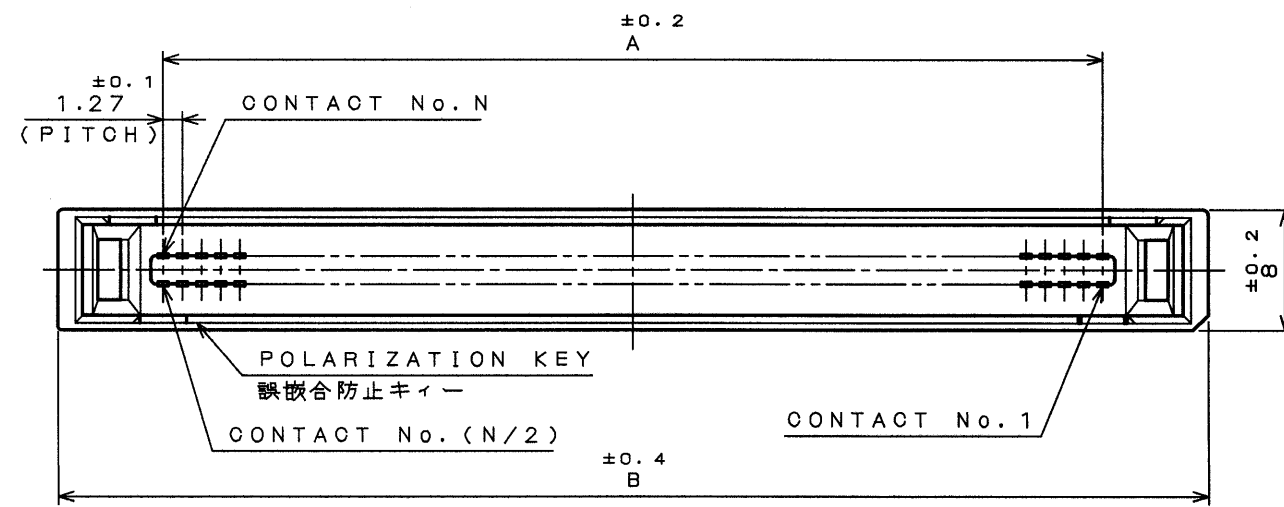 ±0.2
A
±0.1
1.27
(PITCH)
CONTACT No.N
±0.2
8
POLARIZATION KEY
誤嵌合防止キィー
CONTACT No.(N/2)
CONTACT No.1
±0.4
B